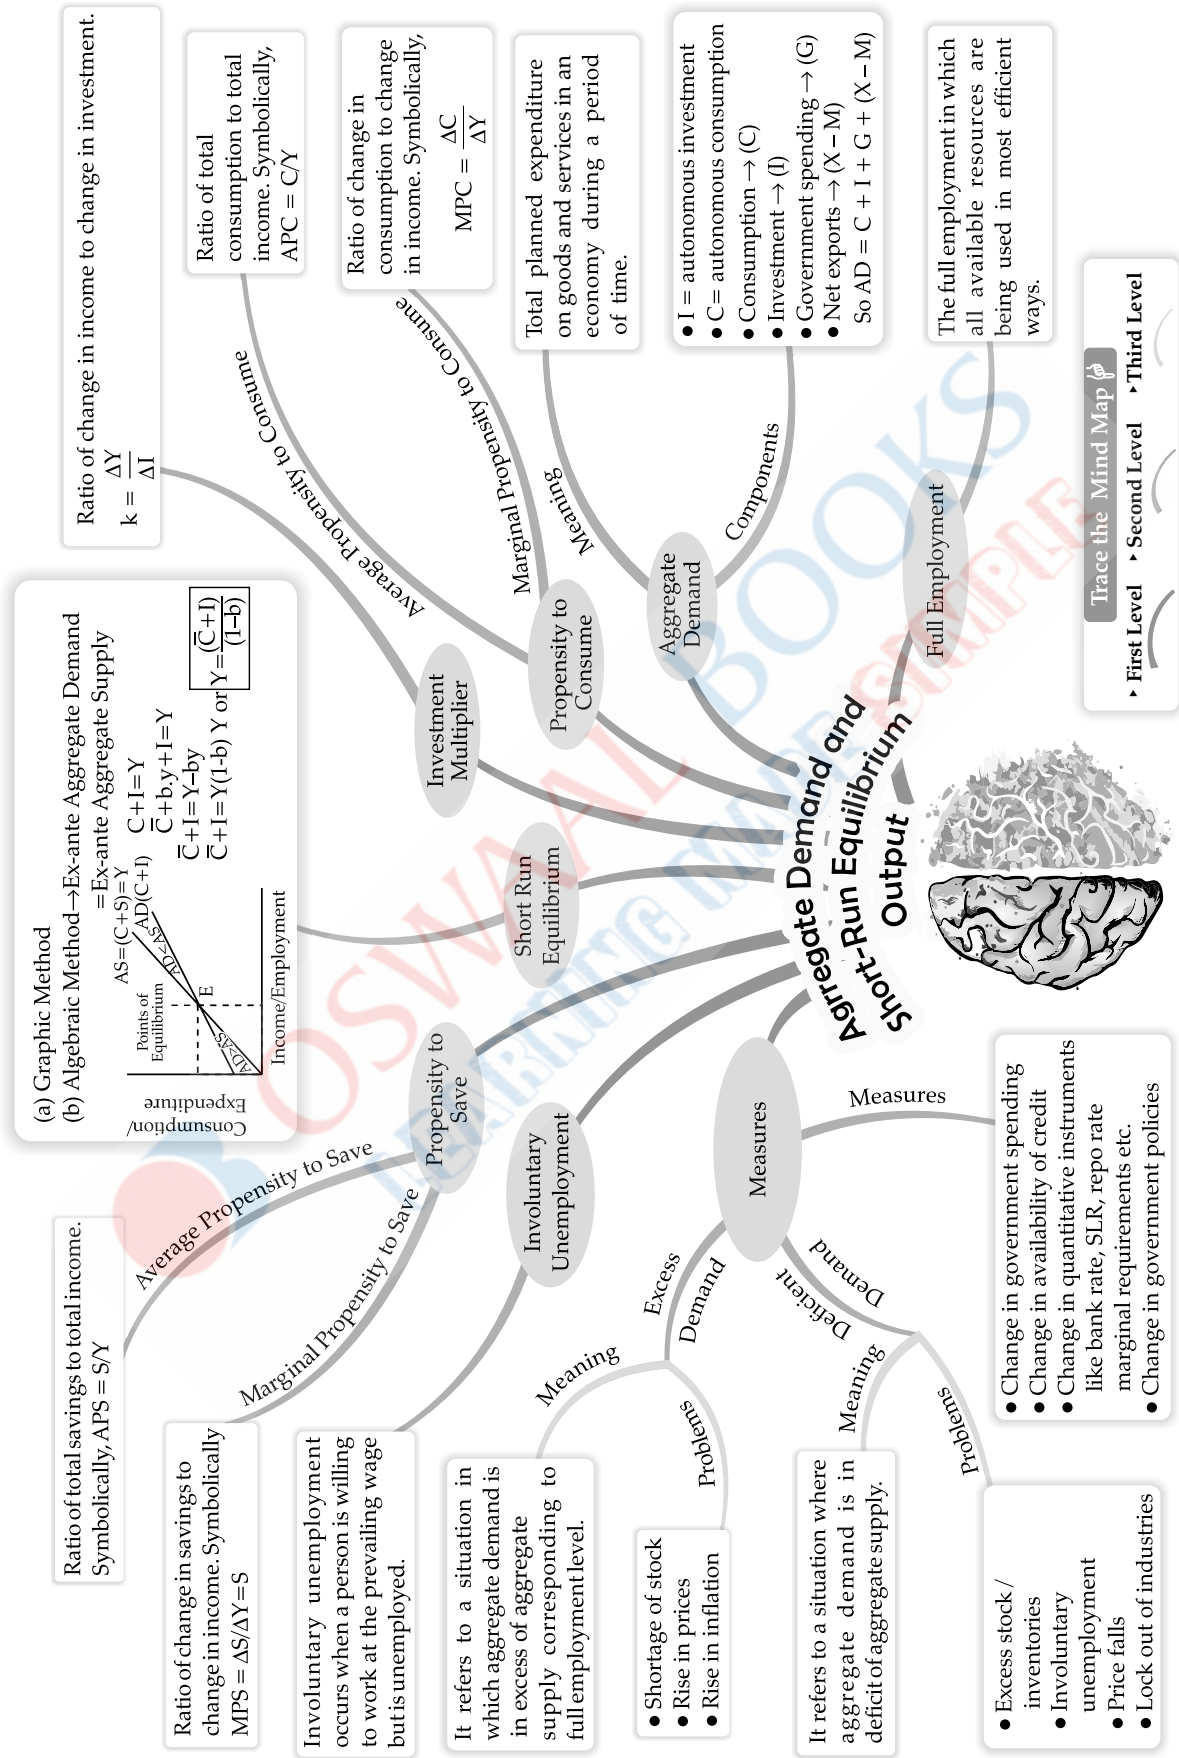 Aggregate Demand and
Short-Run Equilibrium
Output
Trace the Mind Map
First Level
Second Level
Third Level
Full Employment
The full employment in which
all available resources are
being used in most efficient
ways.
Aggregate
Demand
Meaning
Total planned expenditure
on goods and services in an
economy during a period
of time.
Components
• I = autonomous investment
• C = autonomous consumption
• Consumption → (C)
• Investment → (I)
• Government spending → (G)
• Net exports → (X – M)
So AD = C + I + G + (X – M)
Propensity to
Consume
Marginal Propensity to Consume
Ratio of change in
consumption to change
in income. Symbolically,
MPC = ΔC/ΔY
Average Propensity to Consume
Ratio of total
consumption to total
income. Symbolically,
APC = C/Y
Investment
Multiplier
Ratio of change in income to change in investment.
k = ΔY/ΔI
Short Run
Equilibrium
(a) Graphic Method
(b) Algebraic Method→Ex-ante Aggregate Demand
=Ex-ante Aggregate Supply
C+I=Y
C̅+b.y+I=Y
C̅+I=Y–by
C̅+I=Y(1-b) Y or Y=(C̅+I)/(1–b)
AS=(C+S)=Y
AD(C+I)
AD<AS
Points of
Equilibrium
E
AD>AS
Consumption/
Expenditure
Income/Employment
Propensity to
Save
Average Propensity to Save
Ratio of total savings to total income.
Symbolically, APS = S/Y
Marginal Propensity to Save
Ratio of change in savings to
change in income. Symbolically
MPS = ΔS/ΔY=S
Involuntary
Unemployment
Involuntary unemployment
occurs when a person is willing
to work at the prevailing wage
but is unemployed.
Measures
Excess
Demand
Meaning
It refers to a situation in
which aggregate demand is
in excess of aggregate
supply corresponding to
full employment level.
Problems
• Shortage of stock
• Rise in prices
• Rise in inflation
Deficient
Demand
Meaning
It refers to a situation where
aggregate demand is in
deficit of aggregate supply.
Problems
• Excess stock /
inventories
• Involuntary
unemployment
• Price falls
• Lock out of industries
Measures
• Change in government spending
• Change in availability of credit
• Change in quantitative instruments
like bank rate, SLR, repo rate
marginal requirements etc.
• Change in government policies
OSWAAL BOOKS
LEARNING MADE SIMPLE